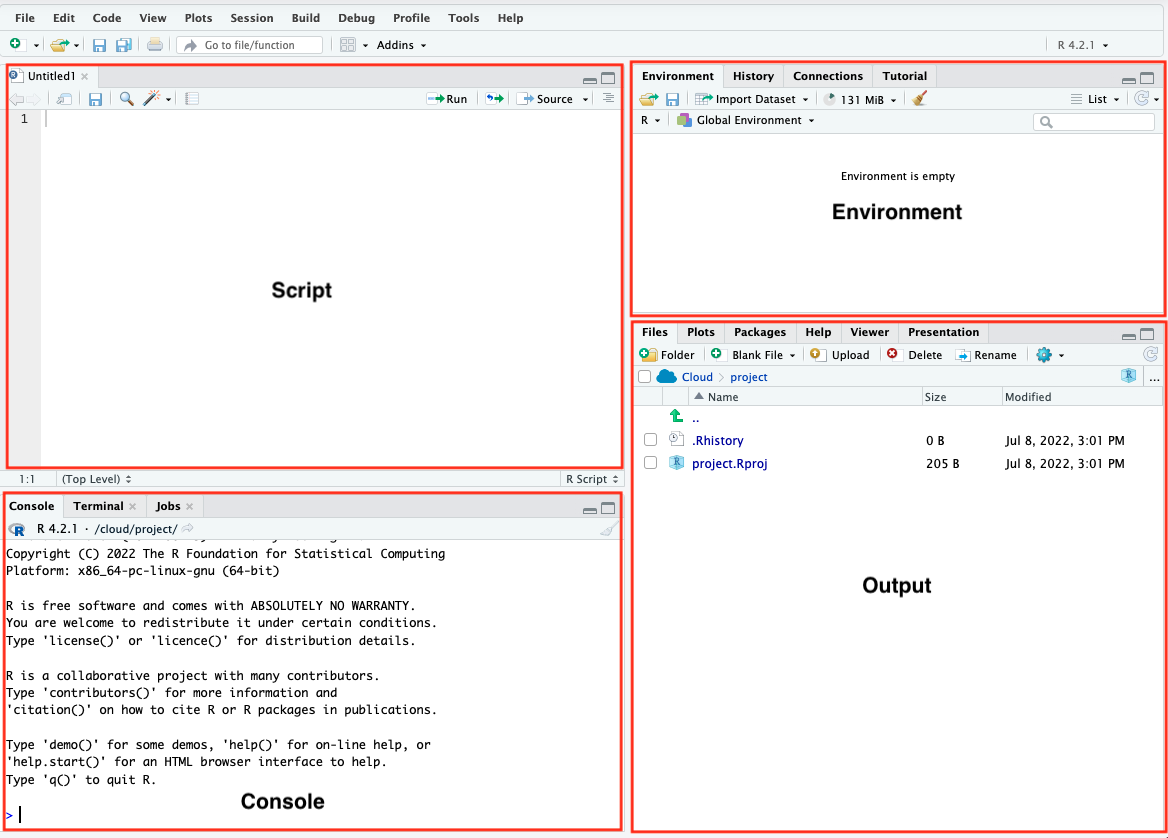 File Edit Code View Plots Session Build Debug Profile Tools Help
Go to file/function Addins R 4.2.1
Untitled1
Run Source
1
Script
1:1 (Top Level) R Script
Console Terminal Jobs
R 4.2.1 · /cloud/project/
Copyright (C) 2022 The R Foundation for Statistical Computing
Platform: x86_64-pc-linux-gnu (64-bit)
R is free software and comes with ABSOLUTELY NO WARRANTY.
You are welcome to redistribute it under certain conditions.
Type 'license()' or 'licence()' for distribution details.
R is a collaborative project with many contributors.
Type 'contributors()' for more information and
'citation()' on how to cite R or R packages in publications.
Type 'demo()' for some demos, 'help()' for on-line help, or
'help.start()' for an HTML browser interface to help.
Type 'q()' to quit R.
Console
>
Environment History Connections Tutorial
Import Dataset 131 MiB List
R Global Environment
Environment is empty
Environment
Files Plots Packages Help Viewer Presentation
Folder Blank File Upload Delete Rename
Cloud project ...
Name Size Modified
..
.Rhistory 0 B Jul 8, 2022, 3:01 PM
project.Rproj 205 B Jul 8, 2022, 3:01 PM
Output